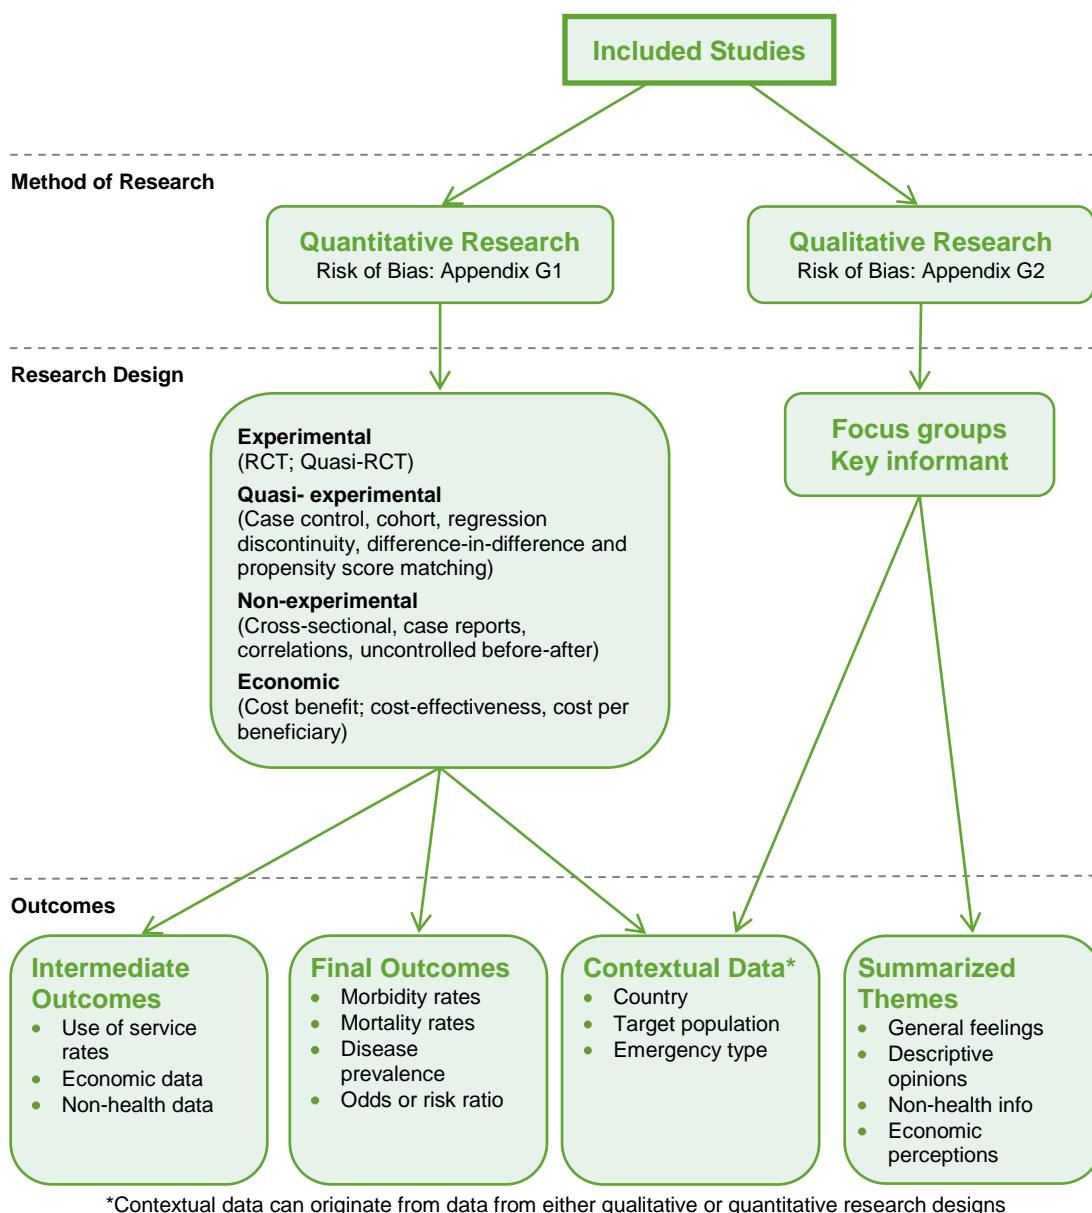 Included Studies
Method of Research
Quantitative Research
Risk of Bias: Appendix G1
Qualitative Research
Risk of Bias: Appendix G2
Research Design
Experimental
(RCT; Quasi-RCT)
Quasi- experimental
(Case control, cohort, regression
discontinuity, difference-in-difference and
propensity score matching)
Non-experimental
(Cross-sectional, case reports,
correlations, uncontrolled before-after)
Economic
(Cost benefit; cost-effectiveness, cost per
beneficiary)
Focus groups
Key informant
Outcomes
Intermediate
Outcomes
• Use of service
rates
• Economic data
• Non-health data
Final Outcomes
• Morbidity rates
• Mortality rates
• Disease
prevalence
• Odds or risk ratio
Contextual Data*
• Country
• Target population
• Emergency type
Summarized
Themes
• General feelings
• Descriptive
opinions
• Non-health info
• Economic
perceptions
*Contextual data can originate from data from either qualitative or quantitative research designs